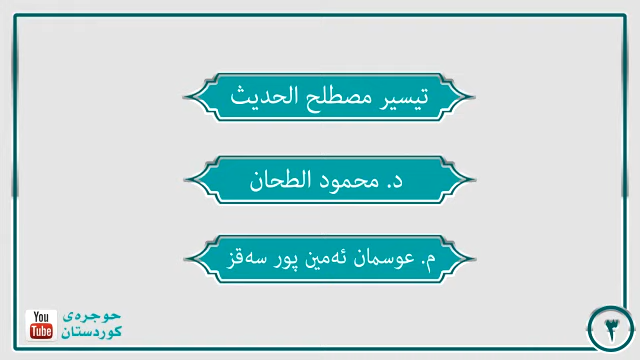 تيسير مصطلح الحديث
د. محمود الطحان
م. عوسمان ئەمین پور سەقز
You
Tube
حوجرەی
کوردستان
٣